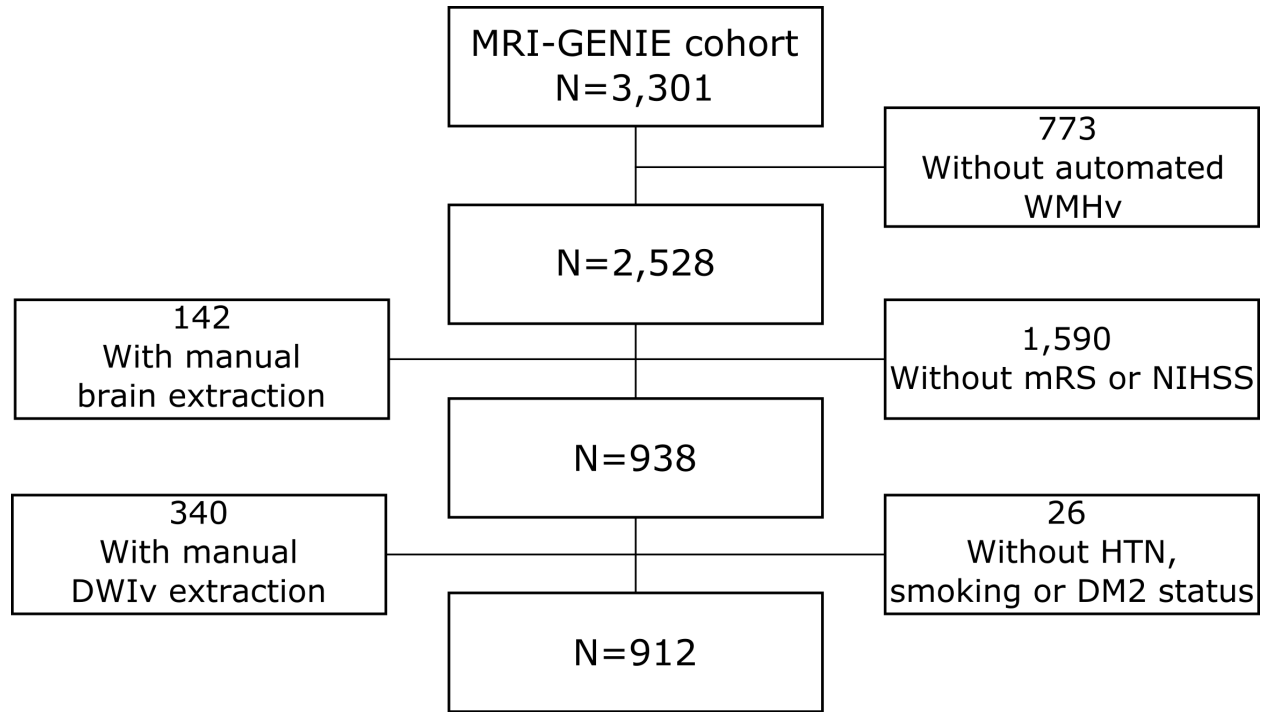 MRI-GENIE cohort
N=3,301
773
Without automated
WMHv
N=2,528
142
With manual
brain extraction
1,590
Without mRS or NIHSS
N=938
340
With manual
DWIv extraction
26
Without HTN,
smoking or DM2 status
N=912